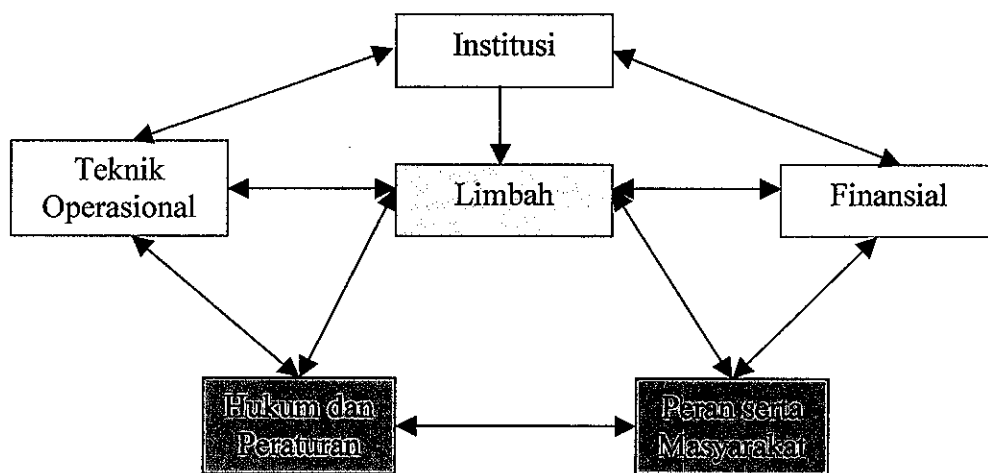 Institusi
Teknik
Operasional
Limbah
Finansial
Hukum dan
Peraturan
Peran serta
Masyarakat